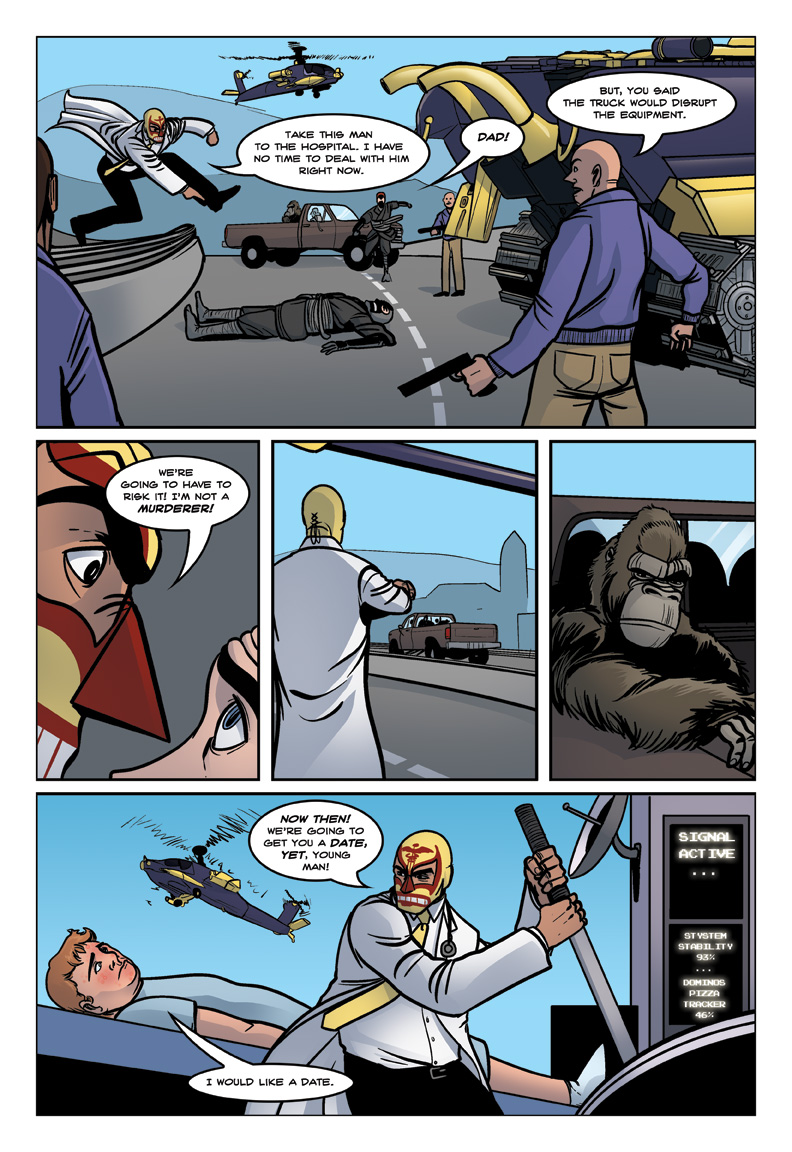 TAKE THIS MAN
TO THE HOSPITAL. I HAVE
NO TIME TO DEAL WITH HIM
RIGHT NOW.
DAD!
BUT, YOU SAID
THE TRUCK WOULD DISRUPT
THE EQUIPMENT.
WE'RE
GOING TO HAVE TO
RISK IT! I'M NOT A
MURDERER!
NOW THEN!
WE'RE GOING TO
GET YOU A DATE,
YET, YOUNG
MAN!
I WOULD LIKE A DATE.
SIGNAL
ACTIVE
...
STYSTEM
STABILITY
93%
...
DOMINOS
PIZZA
TRACKER
46%